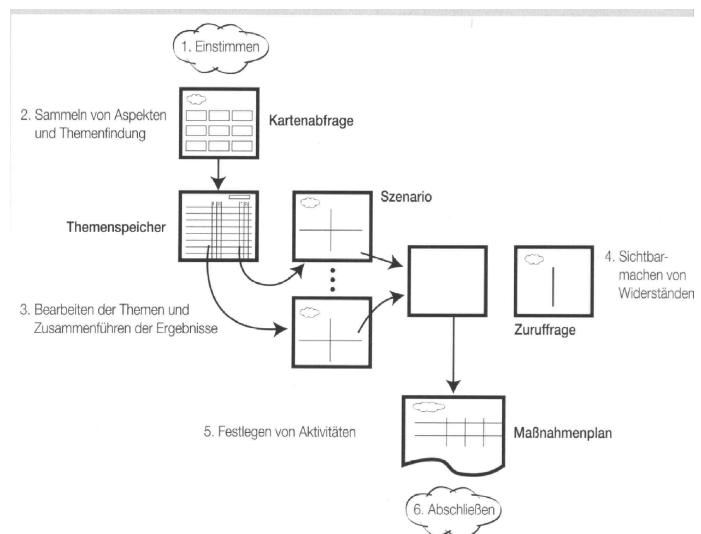 1. Einstimmen
2. Sammeln von Aspekten
und Themenfindung
Kartenabfrage
Themenspeicher
Szenario
4. Sichtbar-
machen von
Widerständen
3. Bearbeiten der Themen und
Zusammenführen der Ergebnisse
Zuruffrage
5. Festlegen von Aktivitäten
Maßnahmenplan
6. Abschließen